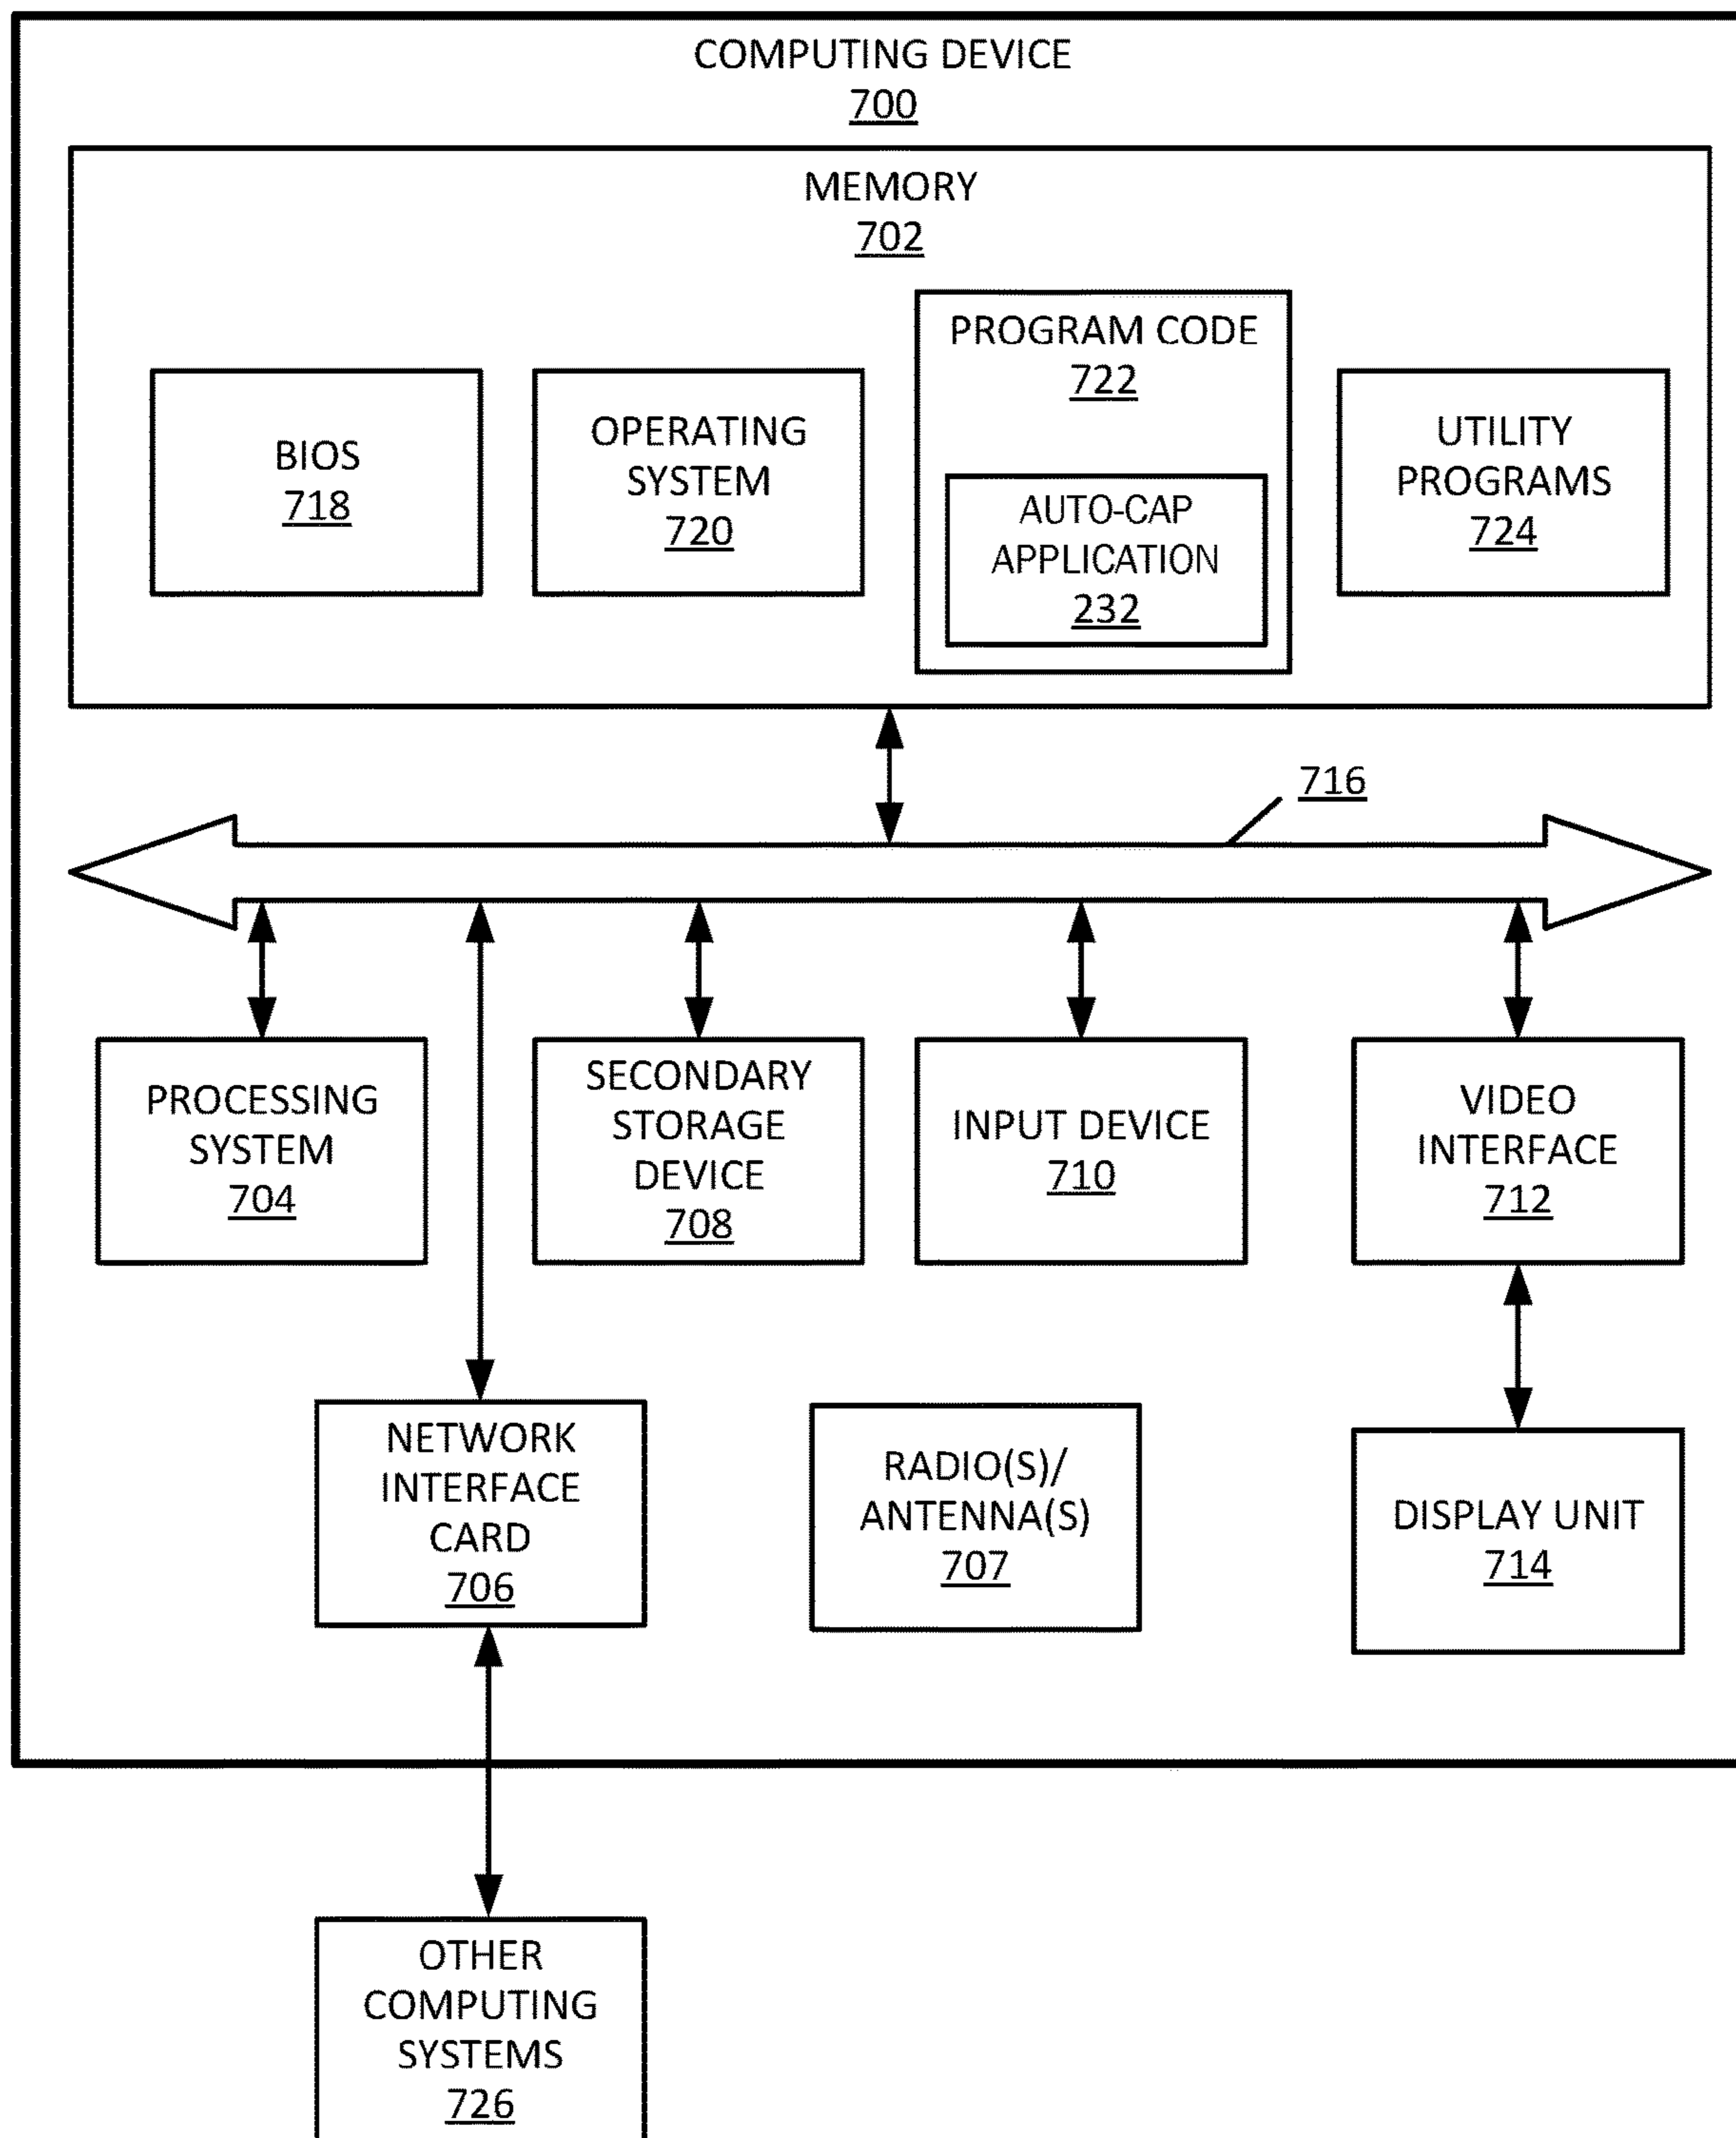 COMPUTING DEVICE
700
MEMORY
702
BIOS
718
OPERATING
SYSTEM
720
PROGRAM CODE
722
AUTO-CAP
APPLICATION
232
UTILITY
PROGRAMS
724
716
PROCESSING
SYSTEM
704
SECONDARY
STORAGE
DEVICE
708
INPUT DEVICE
710
VIDEO
INTERFACE
712
NETWORK
INTERFACE
CARD
706
RADIO(S)/
ANTENNA(S)
707
DISPLAY UNIT
714
OTHER
COMPUTING
SYSTEMS
726